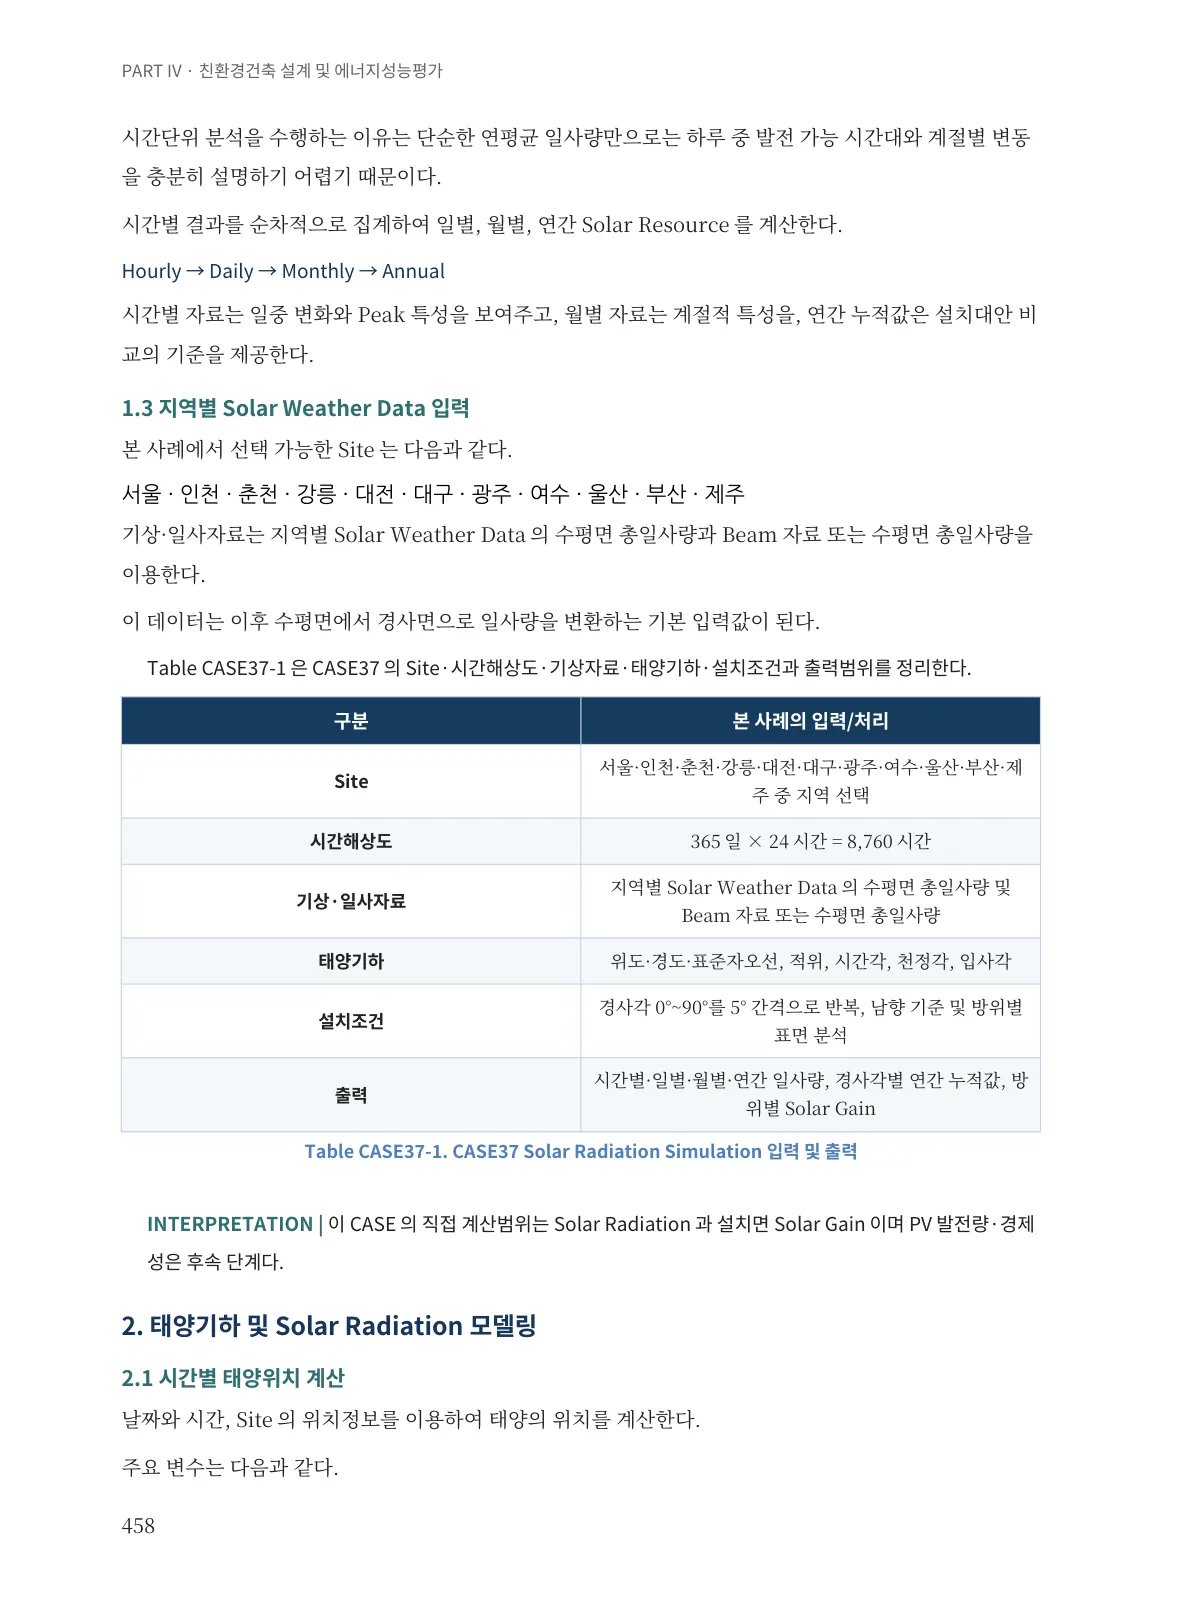 PART IV · 친환경건축 설계 및 에너지성능평가
시간단위 분석을 수행하는 이유는 단순한 연평균 일사량만으로는 하루 중 발전 가능 시간대와 계절별 변동
을 충분히 설명하기 어렵기 때문이다.
시간별 결과를 순차적으로 집계하여 일별, 월별, 연간 Solar Resource 를 계산한다.
Hourly → Daily → Monthly → Annual
시간별 자료는 일중 변화와 Peak 특성을 보여주고, 월별 자료는 계절적 특성을, 연간 누적값은 설치대안 비
교의 기준을 제공한다.
1.3 지역별 Solar Weather Data 입력
본 사례에서 선택 가능한 Site 는 다음과 같다.
서울 · 인천 · 춘천 · 강릉 · 대전 · 대구 · 광주 · 여수 · 울산 · 부산 · 제주
기상·일사자료는 지역별 Solar Weather Data 의 수평면 총일사량과 Beam 자료 또는 수평면 총일사량을
이용한다.
이 데이터는 이후 수평면에서 경사면으로 일사량을 변환하는 기본 입력값이 된다.
Table CASE37-1 은 CASE37 의 Site·시간해상도·기상자료·태양기하·설치조건과 출력범위를 정리한다.
구분 본 사례의 입력/처리
Site 서울·인천·춘천·강릉·대전·대구·광주·여수·울산·부산·제
주 중 지역 선택
시간해상도 365 일 × 24 시간 = 8,760 시간
기상·일사자료 지역별 Solar Weather Data 의 수평면 총일사량 및
Beam 자료 또는 수평면 총일사량
태양기하 위도·경도·표준자오선, 적위, 시간각, 천정각, 입사각
설치조건 경사각 0°~90°를 5° 간격으로 반복, 남향 기준 및 방위별
표면 분석
출력 시간별·일별·월별·연간 일사량, 경사각별 연간 누적값, 방
위별 Solar Gain
Table CASE37-1. CASE37 Solar Radiation Simulation 입력 및 출력
INTERPRETATION | 이 CASE 의 직접 계산범위는 Solar Radiation 과 설치면 Solar Gain 이며 PV 발전량·경제
성은 후속 단계다.
2. 태양기하 및 Solar Radiation 모델링
2.1 시간별 태양위치 계산
날짜와 시간, Site 의 위치정보를 이용하여 태양의 위치를 계산한다.
주요 변수는 다음과 같다.
458